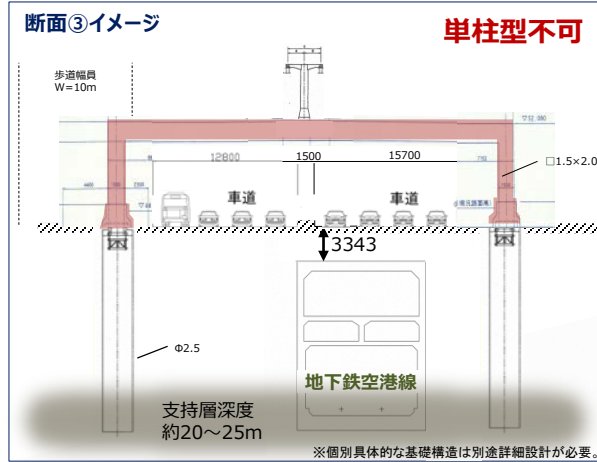 断面③イメージ
単柱型不可
歩道幅員
W=10m
12800
1500
15700
□1.5×2.0
車道
車道
3343
Φ2.5
地下鉄空港線
支持層深度
約20～25m
※個別具体的な基礎構造は別途詳細設計が必要。